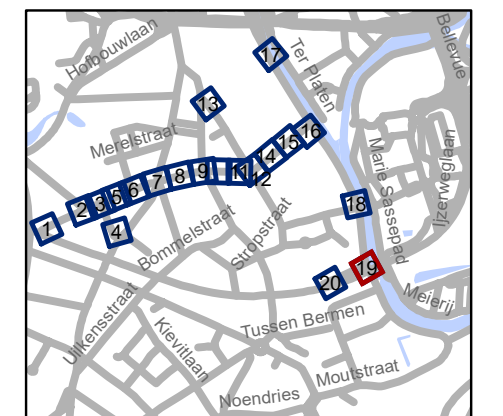 Hofbouwlaan
Ter Platen
Bellevue
17
13
Merelstraat
16
15
14
Marie Sassepad
Ijzerweglaan
1
2
3
5
6
7
8
9
11
12
4
18
Bommelstraat
Stropstraat
19
20
Uilkensstraat
Meierij
Tussen Bermen
Kievitlaan
Moutstraat
Noendries